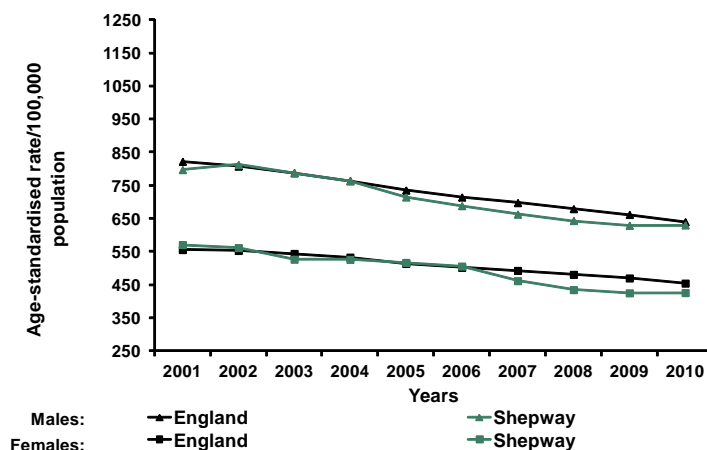 1250
1150
1050
950
850
750
650
550
450
350
250
Age-standardised rate/100,000
population
2001 2002 2003 2004 2005 2006 2007 2008 2009 2010
Years
Males: England Shepway
Females: England Shepway